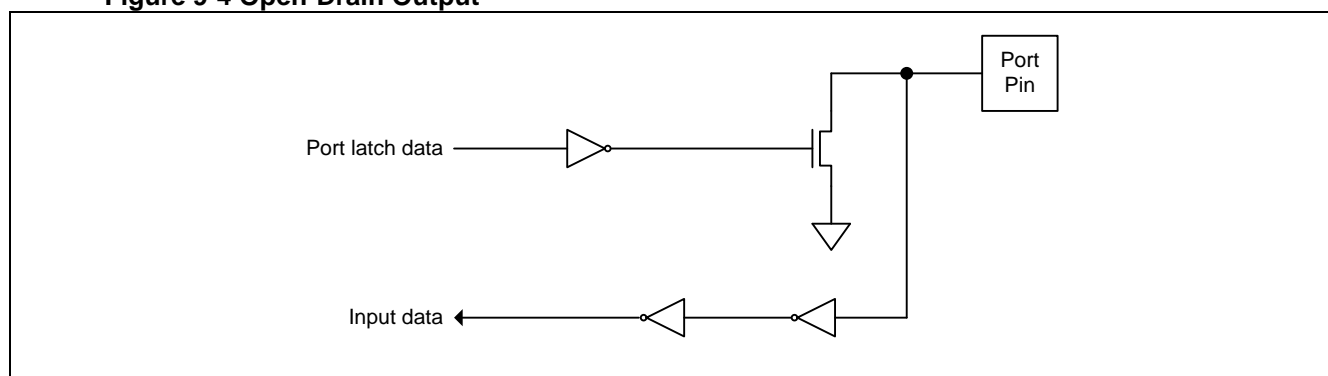 Figure 9-4 Open-Drain Output
Port
Pin
Port latch data
Input data